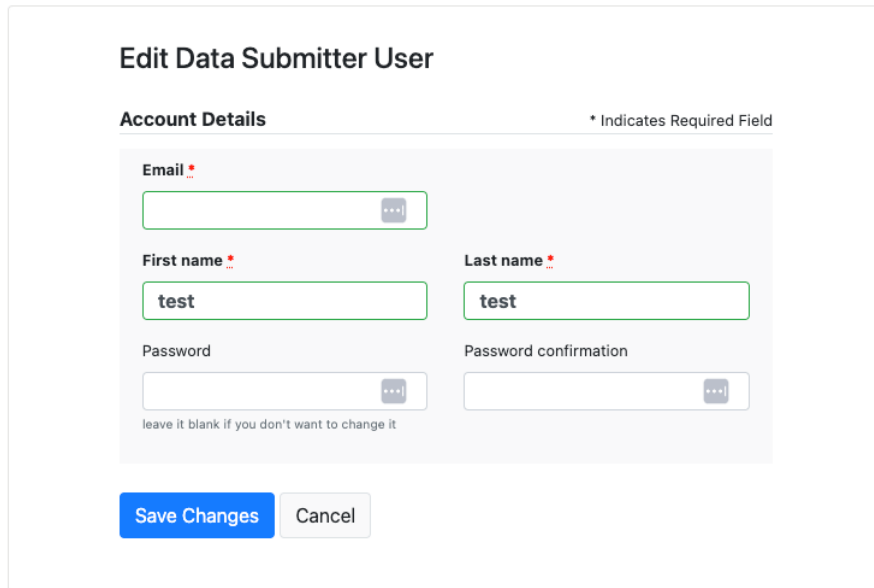 Edit Data Submitter User
Account Details * Indicates Required Field
Email *
First name * Last name *
test test
Password Password confirmation
leave it blank if you don't want to change it
Save Changes Cancel